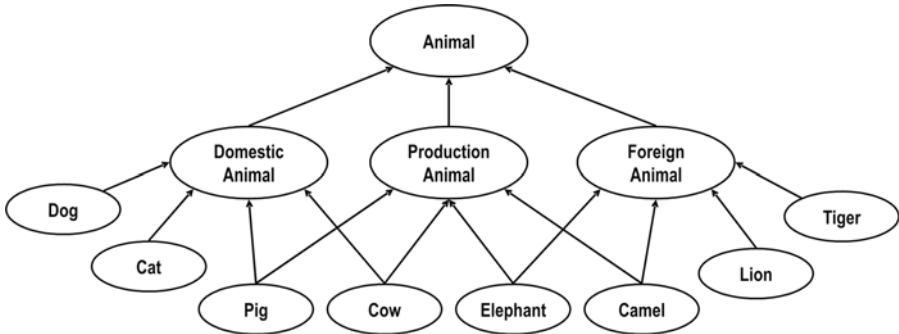 Animal
Domestic
Animal
Production
Animal
Foreign
Animal
Dog
Tiger
Cat
Lion
Pig
Cow
Elephant
Camel